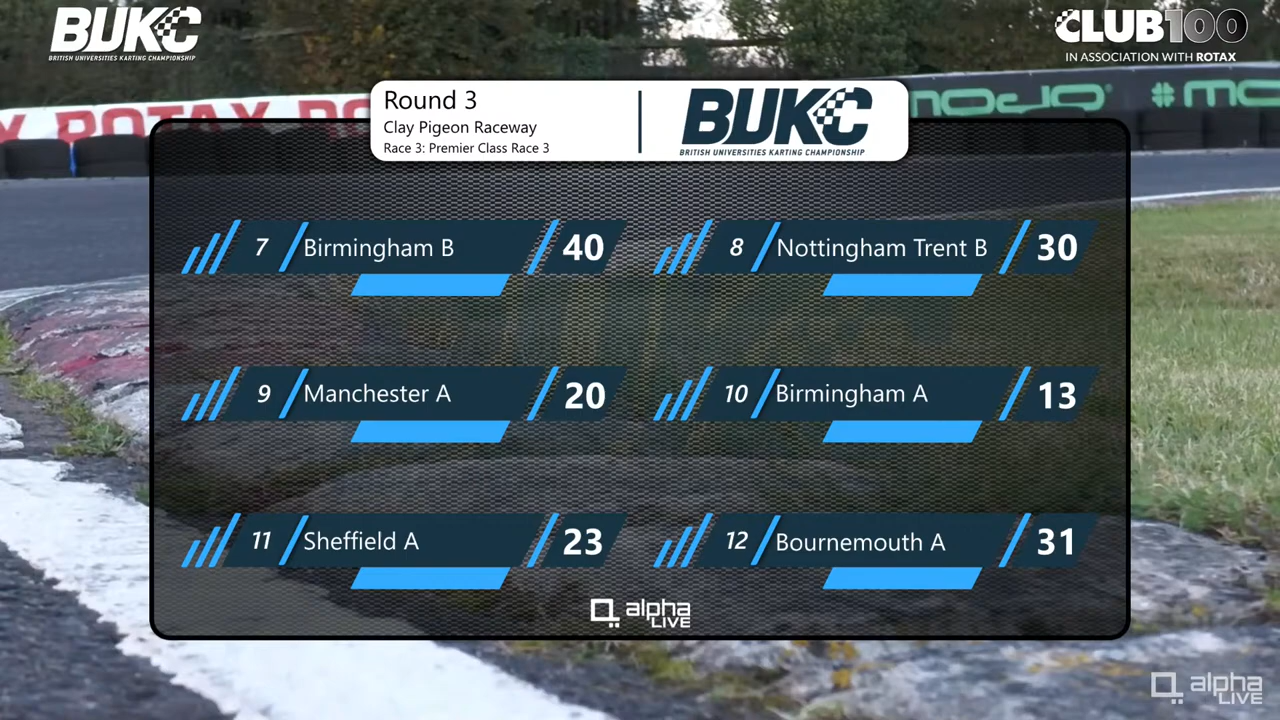 BUKC
BRITISH UNIVERSITIES KARTING CHAMPIONSHIP
CLUB100
IN ASSOCIATION WITH ROTAX
ROTAX
Round 3
Clay Pigeon Raceway
Race 3: Premier Class Race 3
BUKC
BRITISH UNIVERSITIES KARTING CHAMPIONSHIP
7 Birmingham B 40
8 Nottingham Trent B 30
9 Manchester A 20
10 Birmingham A 13
11 Sheffield A 23
12 Bournemouth A 31
alpha
LIVE
alpha
LIVE